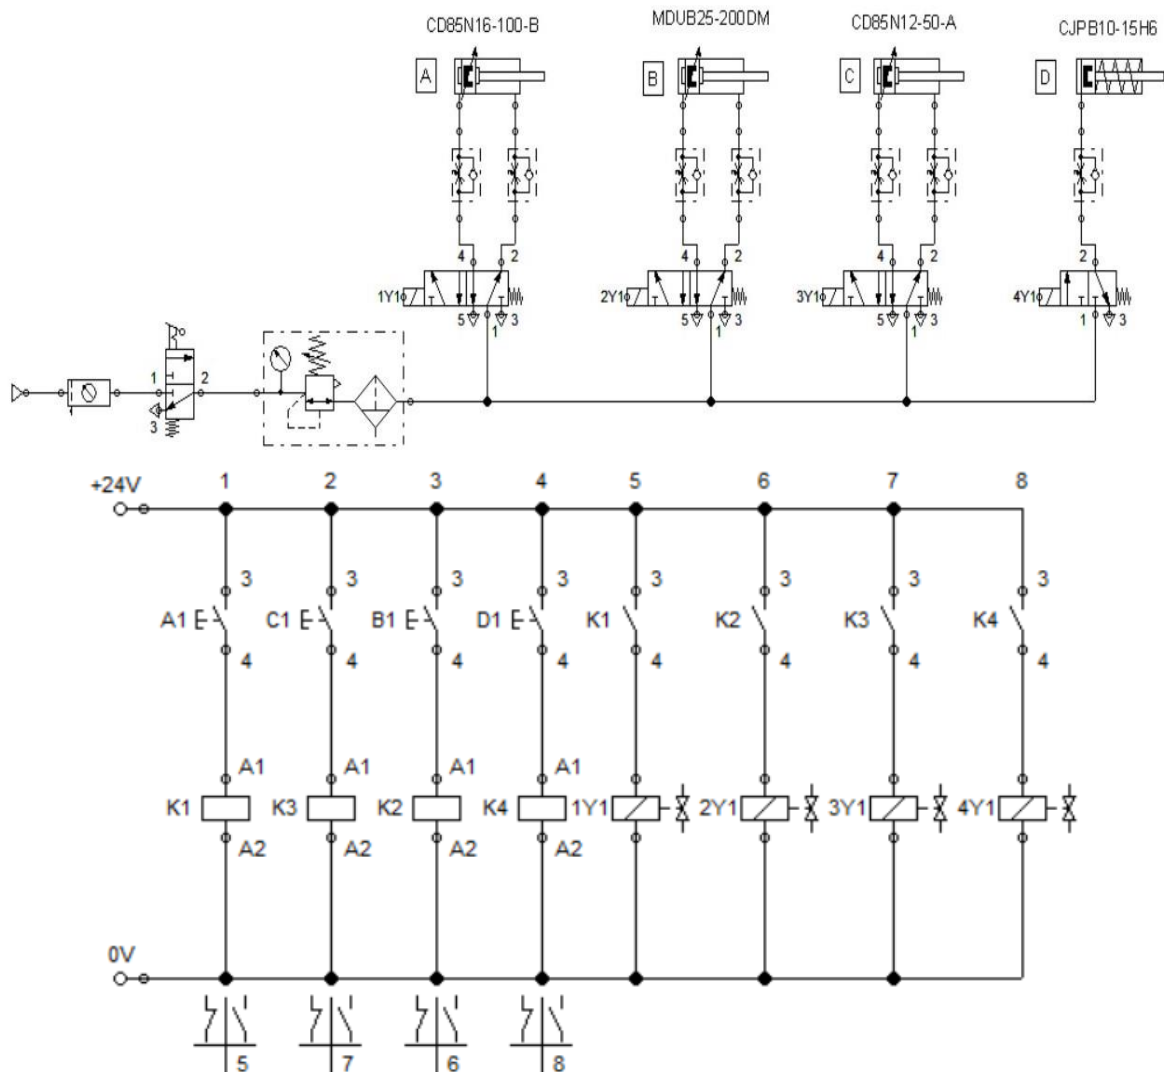 CD85N16-100-B MDUB25-200DM CD85N12-50-A CJPB10-15H6
A B C D
4 2 4 2 4 2 2
1Y1 2Y1 3Y1 4Y1
5 3 5 3 5 3 1 3
1 1 1
1 2
3
1 2 3 4 5 6 7 8
+24V
3 3 3 3 3 3 3 3
A1 C1 B1 D1 K1 K2 K3 K4
4 4 4 4 4 4 4 4
A1 A1 A1 A1
K1 K3 K2 K4 1Y1 2Y1 3Y1 4Y1
A2 A2 A2 A2
0V
5 7 6 8